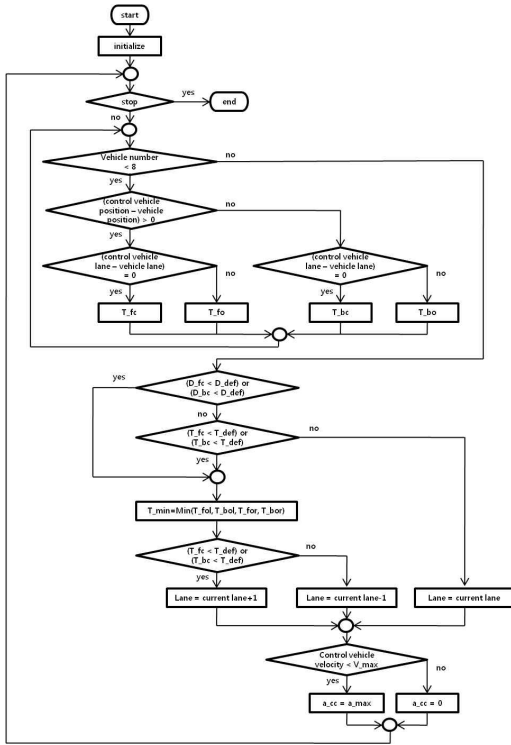 start
initialize
stop
yes
end
no
Vehicle number
< 8
no
yes
(control vehicle
position – vehicle
position) > 0
no
yes
(control vehicle
lane – vehicle lane)
= 0
no
yes
(control vehicle
lane – vehicle lane)
= 0
no
yes
T_fc
T_fo
T_bc
T_bo
yes
(D_fc < D_def) or
(D_bc < D_def)
no
(T_fc < T_def) or
(T_bc < T_def)
no
yes
T_min=Min(T_fol, T_bol, T_for, T_bor)
(T_fc < T_def) or
(T_bc < T_def)
no
yes
Lane = current lane+1
Lane = current lane-1
Lane = current lane
Control vehicle
velocity < V_max
no
yes
a_cc = a_max
a_cc = 0